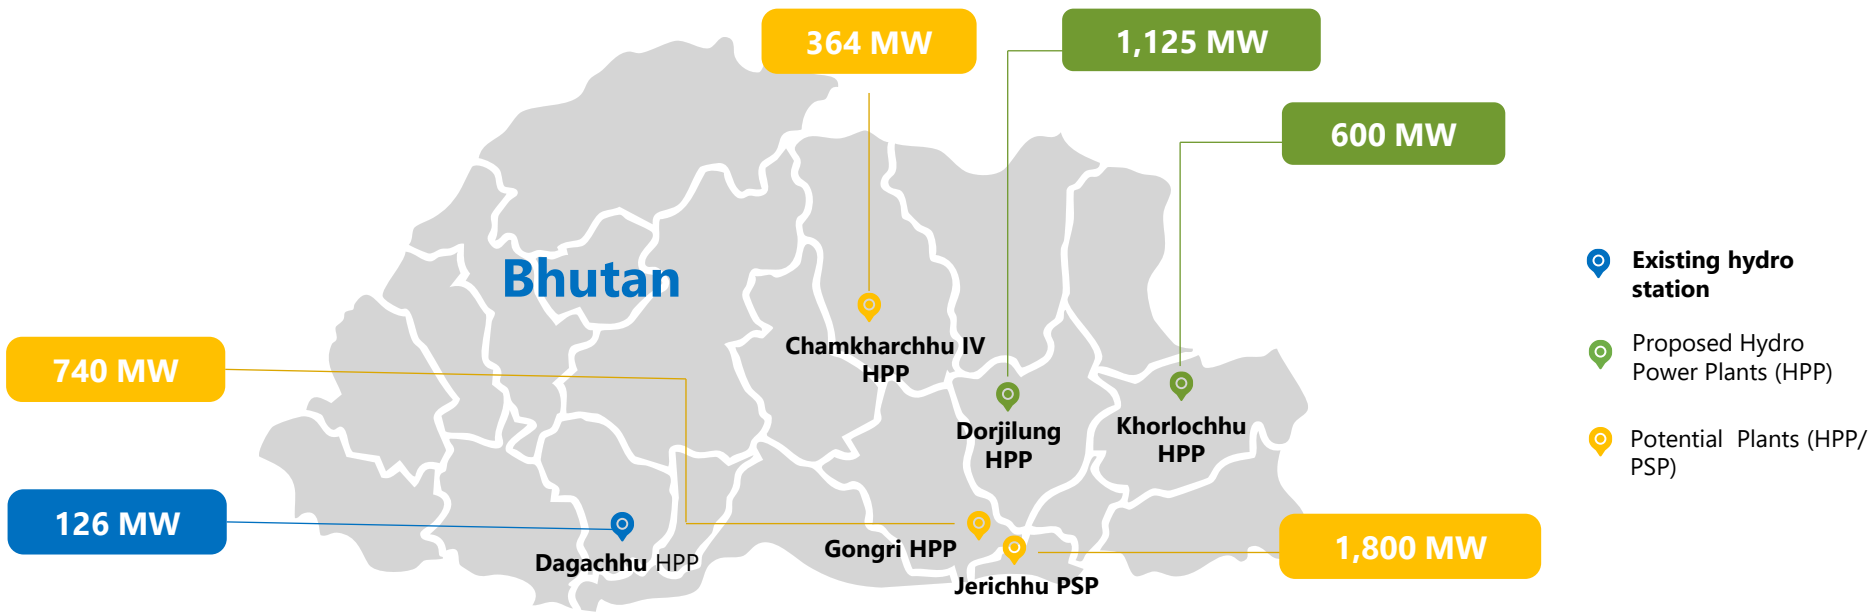 364 MW
1,125 MW
600 MW
Bhutan
Existing hydro
station
Chamkharchhu IV
HPP
Proposed Hydro
Power Plants (HPP)
740 MW
Dorjilung
HPP
Khorlochhu
HPP
Potential Plants (HPP/
PSP)
126 MW
Dagachhu HPP
Gongri HPP
Jerichhu PSP
1,800 MW